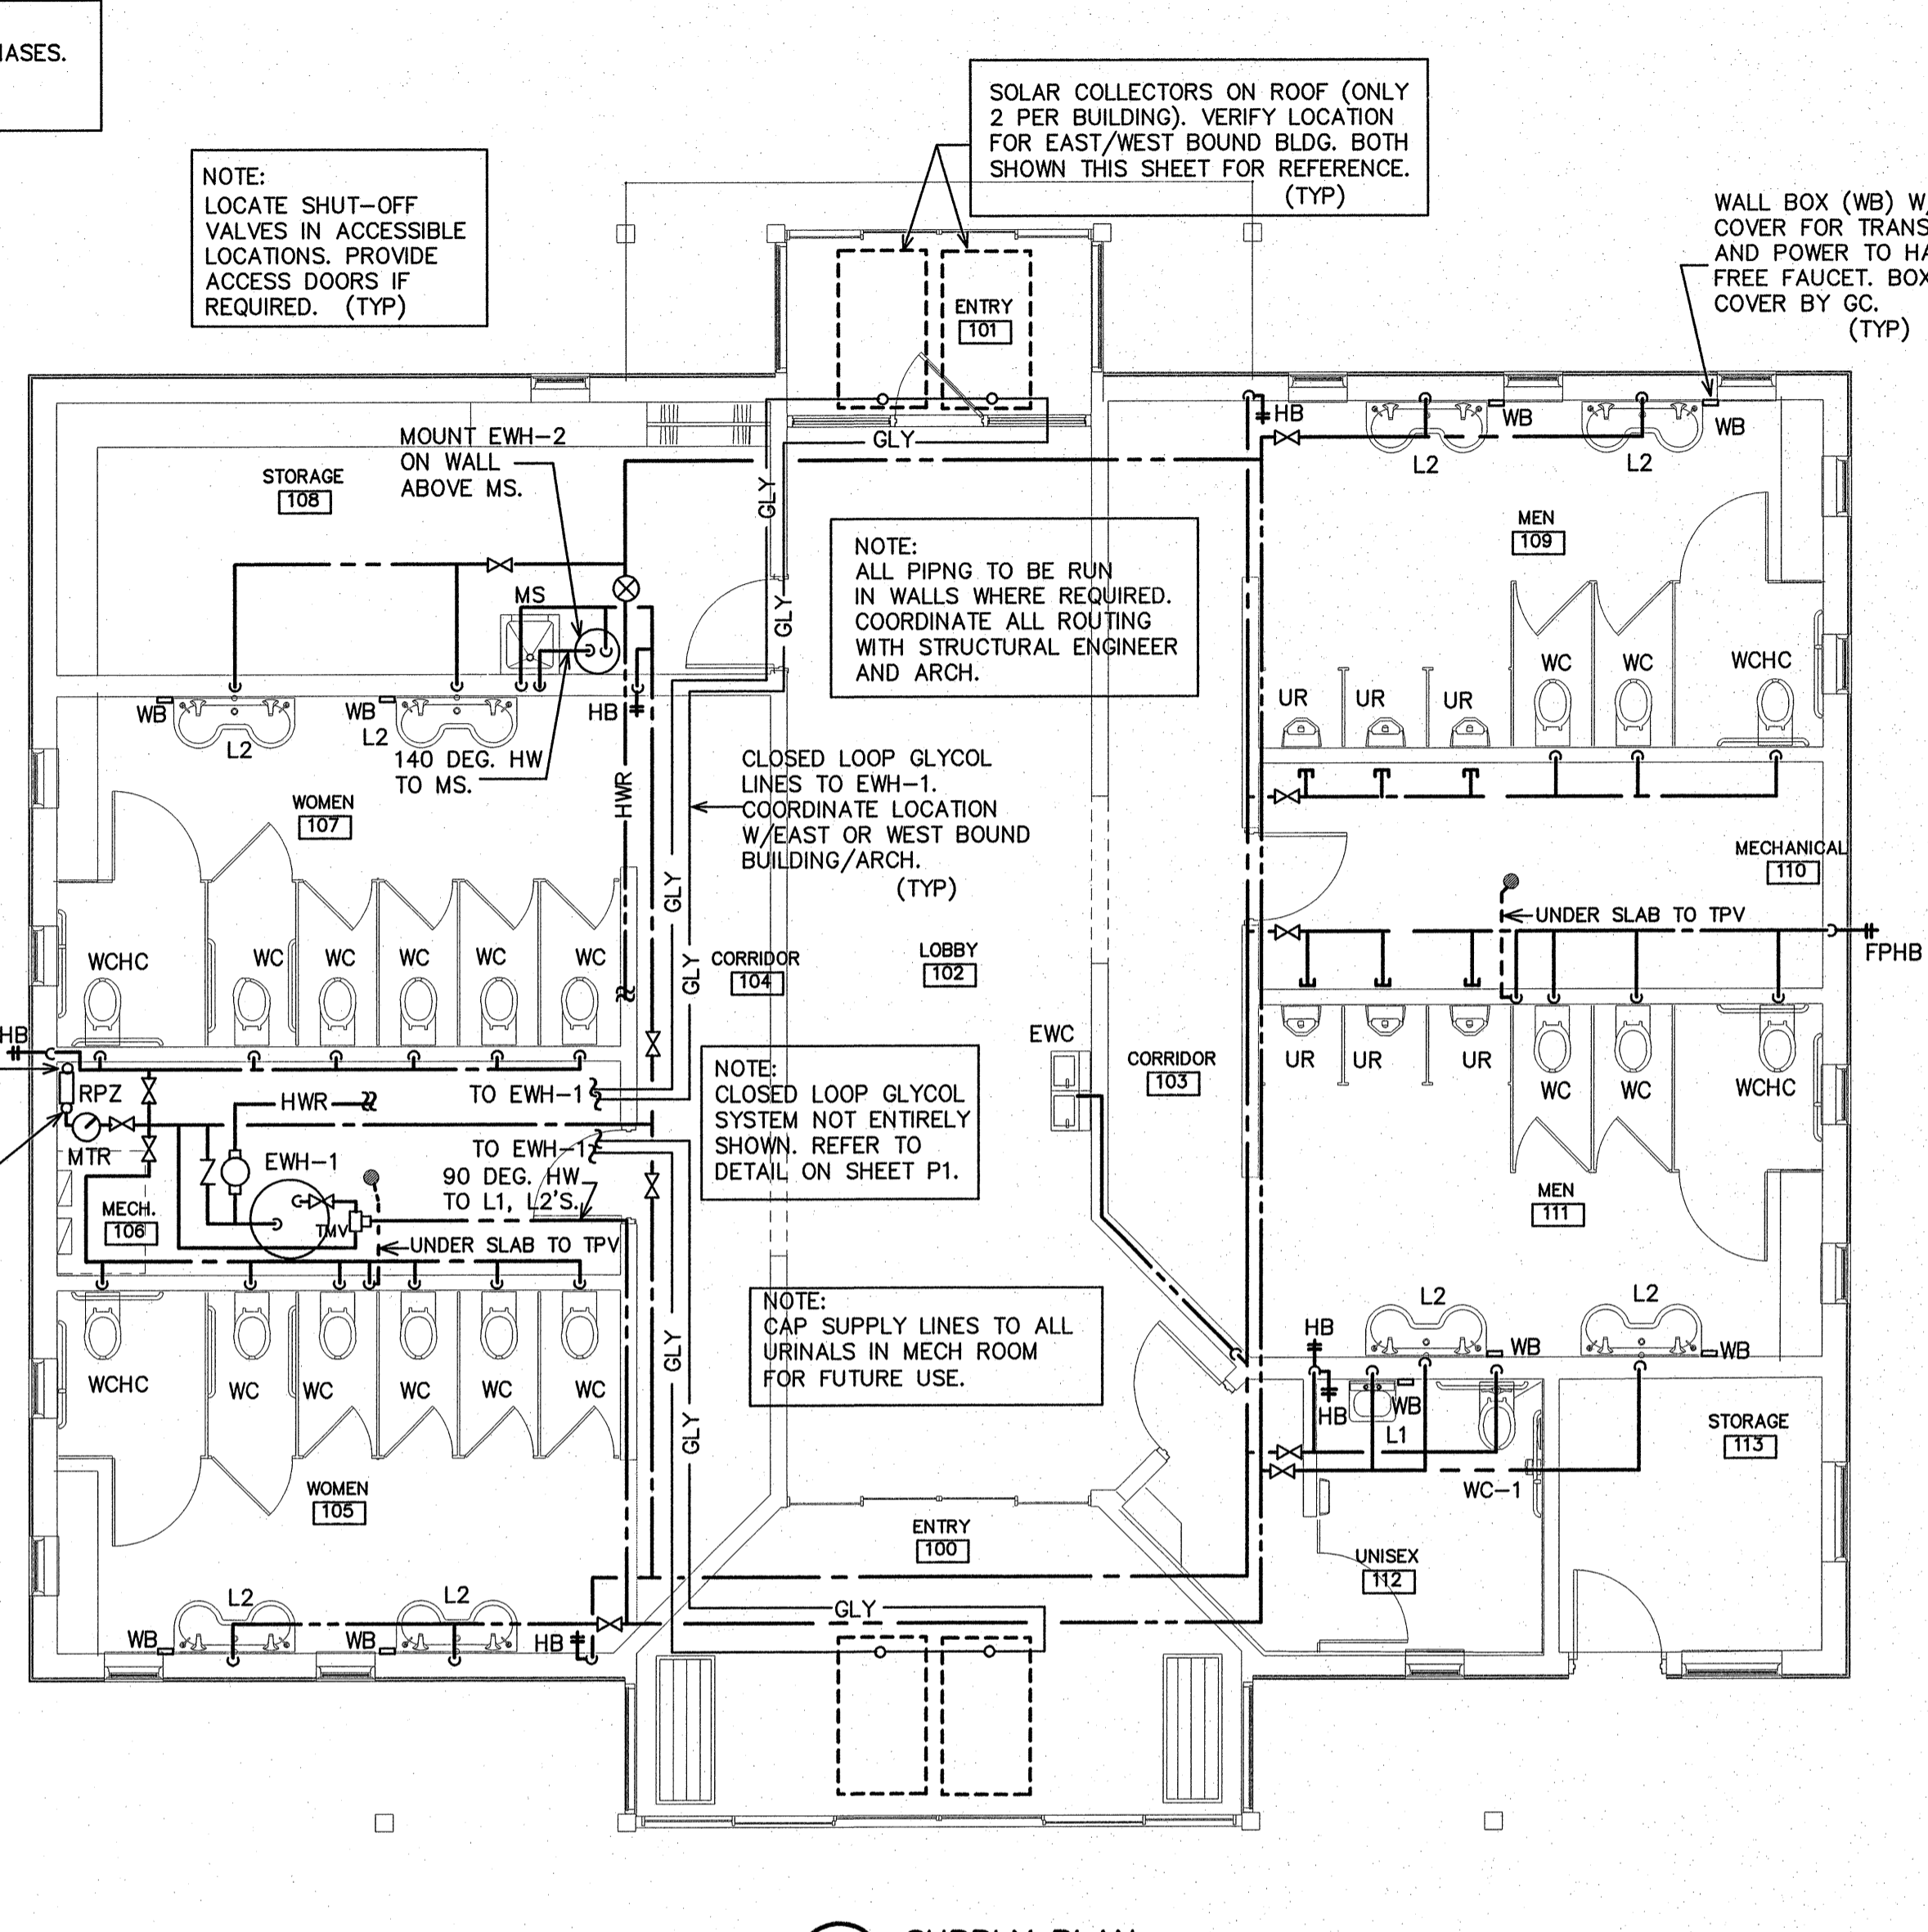 HASES.
NOTE:
LOCATE SHUT-OFF
VALVES IN ACCESSIBLE
LOCATIONS. PROVIDE
ACCESS DOORS IF
REQUIRED. (TYP)
SOLAR COLLECTORS ON ROOF (ONLY
2 PER BUILDING). VERIFY LOCATION
FOR EAST/WEST BOUND BLDG. BOTH
SHOWN THIS SHEET FOR REFERENCE.
(TYP)
WALL BOX (WB) W/
COVER FOR TRANS
AND POWER TO HA
FREE FAUCET. BOX
COVER BY GC.
(TYP)
ENTRY
101
HB
WB
WB
L2
L2
GLY
MOUNT EWH-2
ON WALL
ABOVE MS.
STORAGE
108
GLY
GLY
MS
NOTE:
ALL PIPNG TO BE RUN
IN WALLS WHERE REQUIRED.
COORDINATE ALL ROUTING
WITH STRUCTURAL ENGINEER
AND ARCH.
MEN
109
WC
WC
WCHC
UR
UR
UR
WB
WB
HB
L2
L2
140 DEG. HW
TO MS.
HWR
CLOSED LOOP GLYCOL
LINES TO EWH-1.
COORDINATE LOCATION
W/EAST OR WEST BOUND
BUILDING/ARCH.
(TYP)
WOMEN
107
MECHANICAL
110
GLY
GLY
UNDER SLAB TO TPV
FPHB
WCHC
WC
WC
WC
WC
WC
CORRIDOR
104
LOBBY
102
HB
EWC
CORRIDOR
103
UR
UR
UR
WC
WC
WCHC
RPZ
HWR
TO EWH-1
NOTE:
CLOSED LOOP GLYCOL
SYSTEM NOT ENTIRELY
SHOWN. REFER TO
DETAIL ON SHEET P1.
MTR
EWH-1
TO EWH-1
90 DEG. HW
TO L1, L2'S.
MECH.
106
TMV
UNDER SLAB TO TPV
MEN
111
NOTE:
CAP SUPPLY LINES TO ALL
URINALS IN MECH ROOM
FOR FUTURE USE.
L2
L2
HB
WB
WB
WCHC
WC
WC
WC
WC
WC
GLY
GLY
HB
WB
L1
STORAGE
113
WC-1
WOMEN
105
ENTRY
100
UNISEX
112
L2
L2
GLY
WB
WB
HB
SUPPLY PLAN